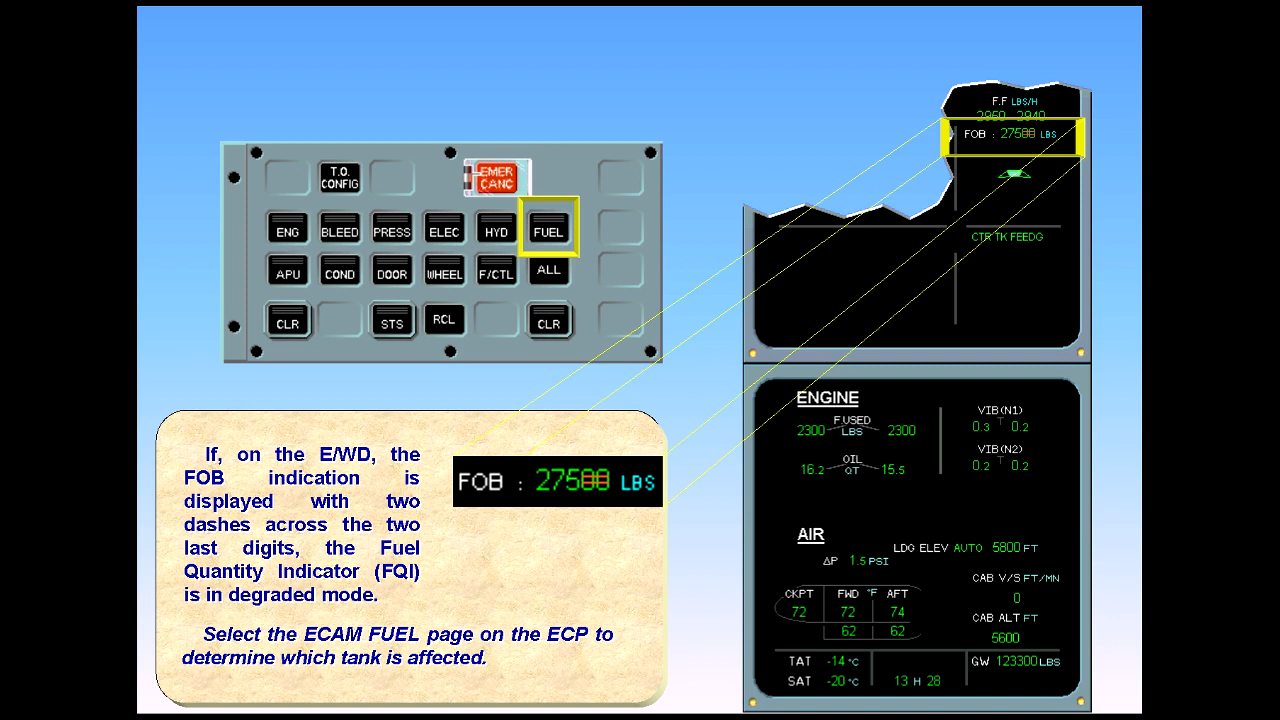 T.O.
CONFIG
EMER
CANC
ENG BLEED PRESS ELEC HYD FUEL
APU COND DOOR WHEEL F/CTL ALL
CLR STS RCL CLR
F.F LBS/H
2960 2940
FOB : 27500 LBS
CTR TK FEEDG
If, on the E/WD, the
FOB indication is
displayed with two
dashes across the two
last digits, the Fuel
Quantity Indicator (FQI)
is in degraded mode.
FOB : 27500 LBS
Select the ECAM FUEL page on the ECP to
determine which tank is affected.
ENGINE
F.USED
2300 LBS 2300
OIL
16.2 QT 15.5
VIB (N1)
0.3 0.2
VIB (N2)
0.2 0.2
AIR
LDG ELEV AUTO 5800 FT
ΔP 1.5 PSI
CAB V/S FT/MN
0
CKPT FWD °F AFT
72 72 74
62 62
CAB ALT FT
5600
TAT -14 °C
SAT -20 °C
13 H 28
GW 123300 LBS